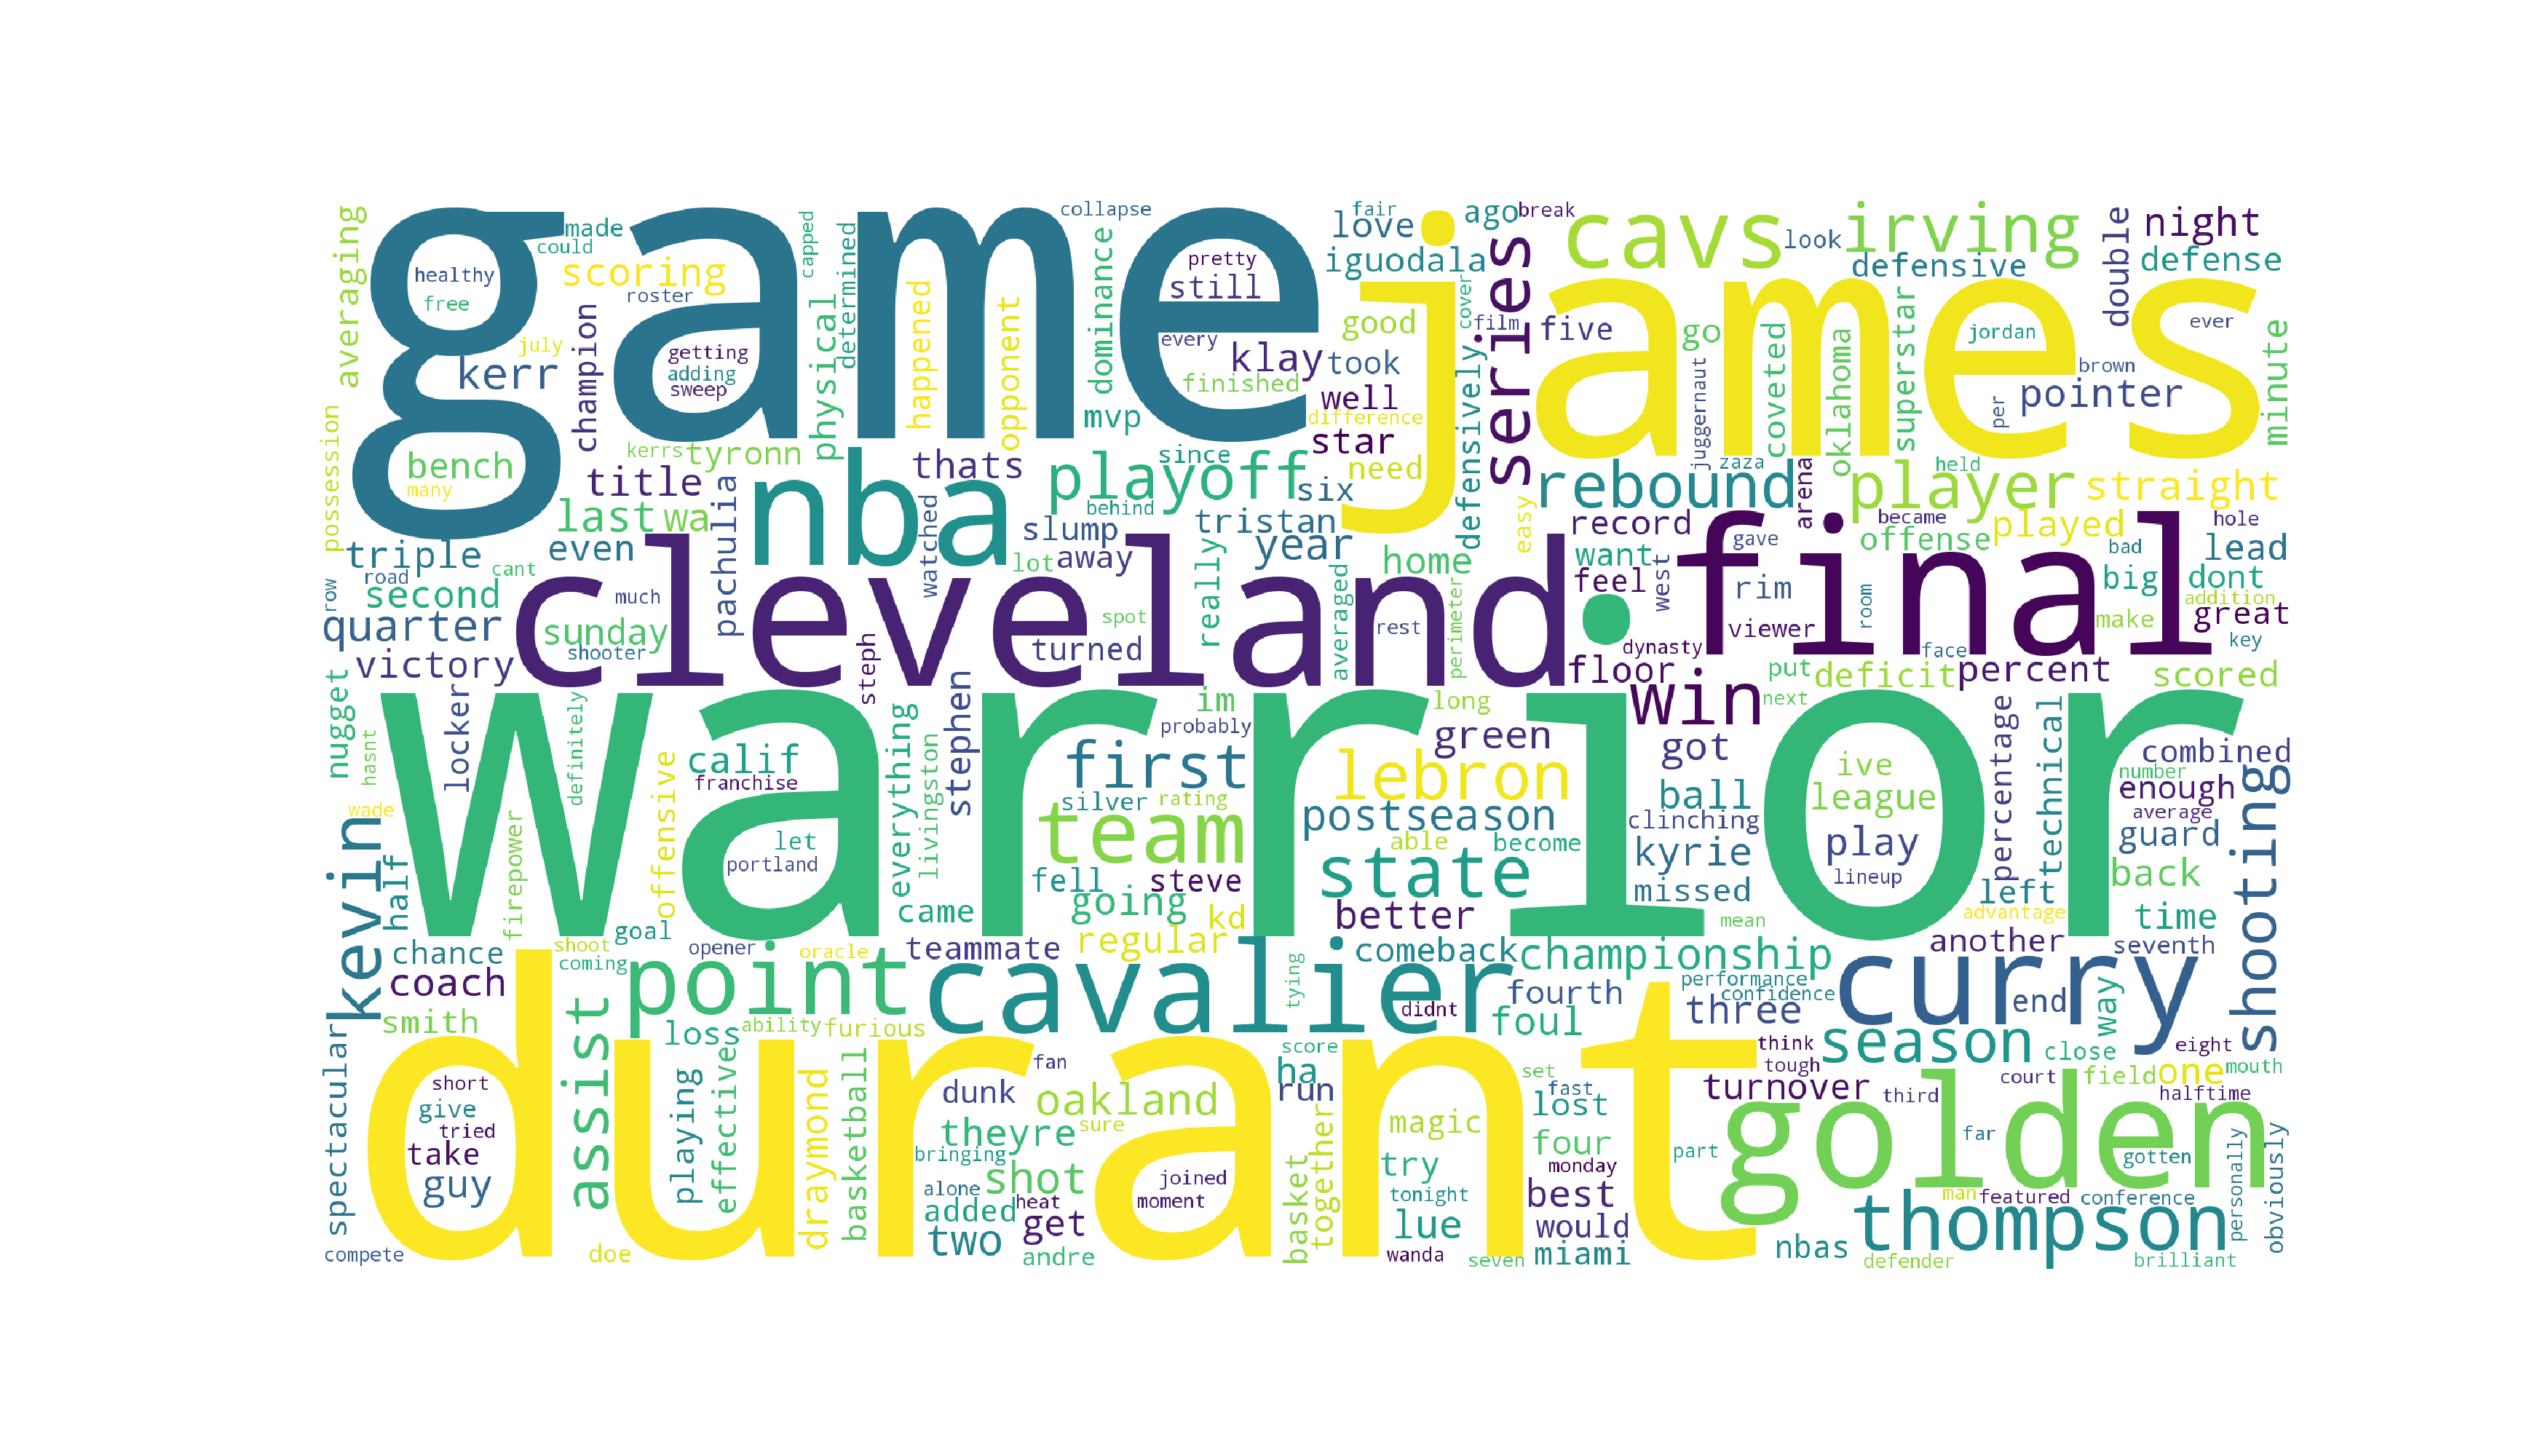 game
james
warrior
durant
cleveland
final
golden
cavalier
curry
nba
thompson
point
team
state
cavs
irving
series
rebound
player
playoff
lebron
win
first
kevin
shooting
assist
season
championship
averaging
made
could
healthy
free
scoring
roster
july
kerr
champion
getting
adding
sweep
capped
determined
physical
happened
opponent
dominance
collapse
pretty
still
every
klay
finished
mvp
fair
love
ago
break
iguodala
cover
film
good
took
well
difference
star
need
defensively
five
look
defensive
go
coveted
oklahoma
superstar
juggernaut
jordan
per
brown
pointer
ever
double
night
defense
minute
possession
bench
many
kerrs
tyronn
title
thats
since
behind
six
last
wa
pachulia
watched
slump
tristan
away
lot
year
easy
record
zaza
arena
held
straight
became
played
hole
offense
lead
bad
gave
want
home
feel
west
rim
viewer
room
big
dont
addition
make
great
key
triple
even
road
cant
row
second
much
quarter
sunday
shooter
victory
steph
spot
really
turned
averaged
rest
perimeter
floor
dynasty
put
face
deficit
percent
scored
next
nugget
hasnt
locker
definitely
calif
franchise
everything
livingston
stephen
im
probably
long
green
got
percentage
technical
combined
number
enough
average
guard
wade
half
firepower
offensive
let
portland
silver
rating
postseason
able
become
ball
clinching
kyrie
missed
ive
league
play
lineup
left
back
advantage
time
fell
steve
going
kd
better
came
mean
chance
shoot
goal
coming
opener
oracle
teammate
regular
comeback
another
seventh
coach
smith
loss
ability
furious
tying
didnt
fourth
foul
performance
confidence
three
end
way
spectacular
short
give
tried
take
guy
playing
effective
draymond
basketball
dunk
fan
oakland
theyre
sure
bringing
alone
added
heat
shot
joined
moment
get
two
andre
score
ha
run
basket
together
magic
try
tonight
lue
wanda
seven
set
fast
lost
four
monday
best
would
miami
think
tough
turnover
part
third
court
close
field
one
eight
mouth
halftime
far
gotten
man
featured
conference
personally
obviously
nbas
defender
brilliant
compete
doe